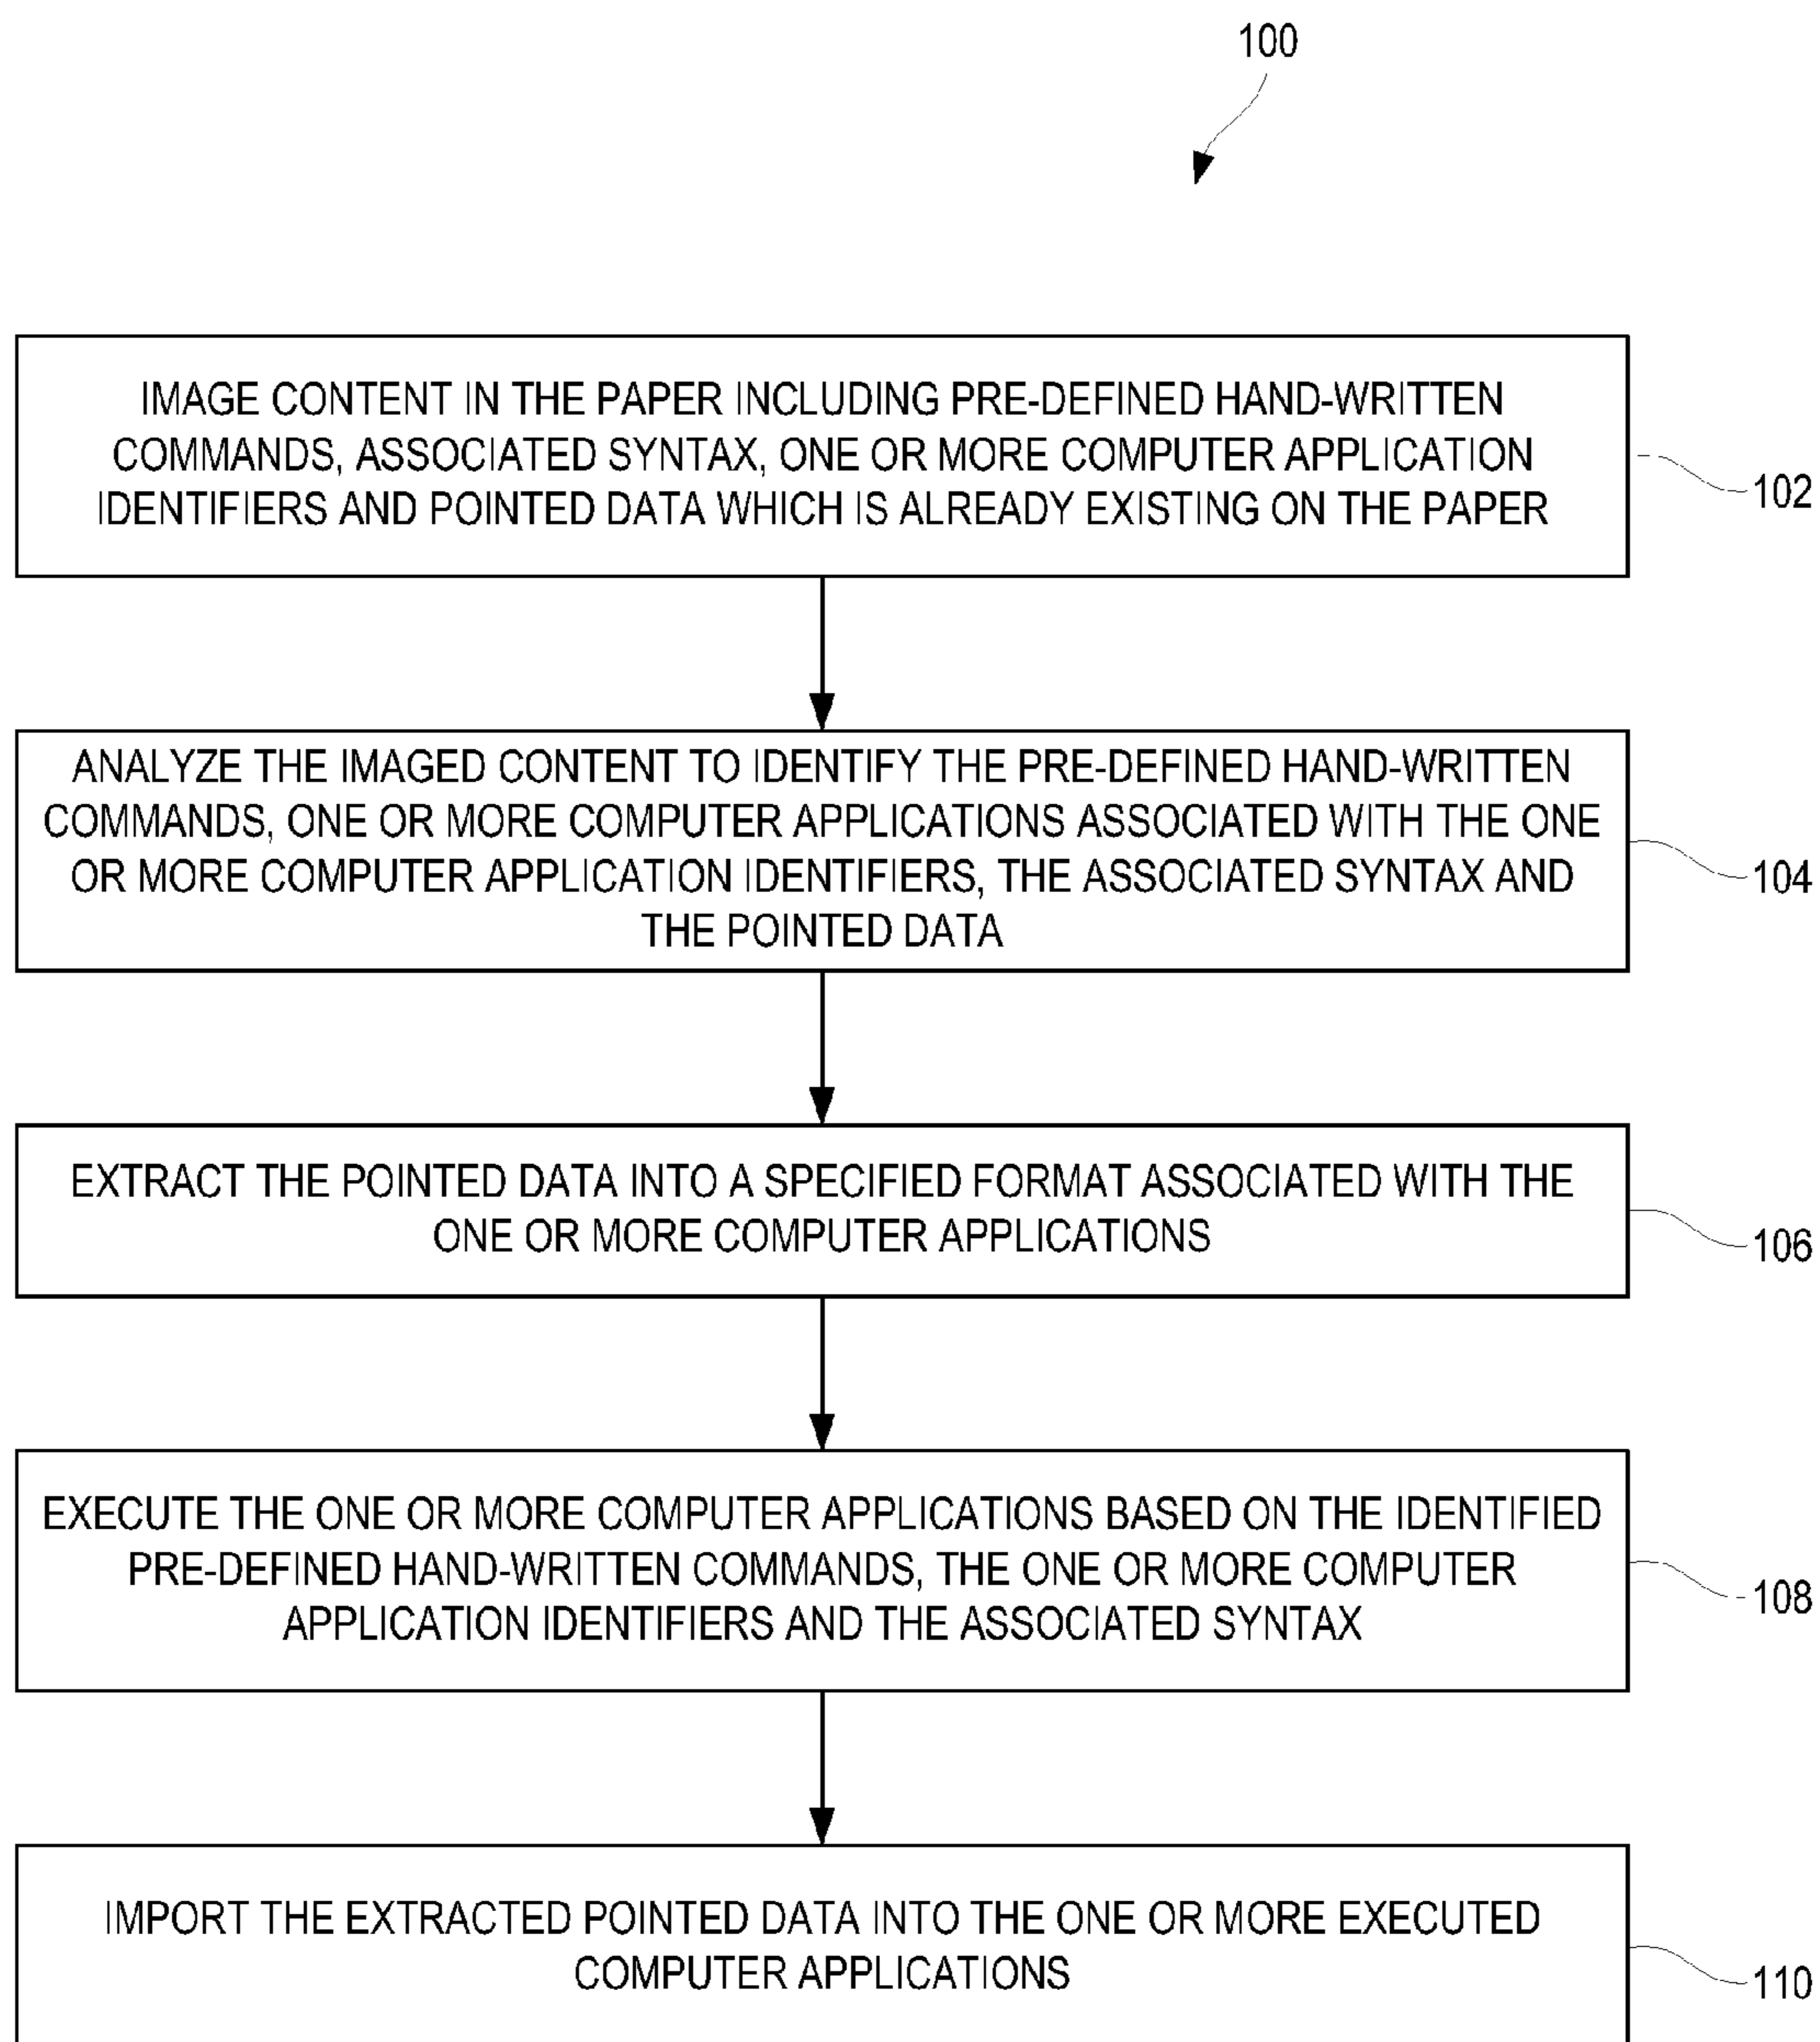 100
IMAGE CONTENT IN THE PAPER INCLUDING PRE-DEFINED HAND-WRITTEN
COMMANDS, ASSOCIATED SYNTAX, ONE OR MORE COMPUTER APPLICATION
IDENTIFIERS AND POINTED DATA WHICH IS ALREADY EXISTING ON THE PAPER
102
ANALYZE THE IMAGED CONTENT TO IDENTIFY THE PRE-DEFINED HAND-WRITTEN
COMMANDS, ONE OR MORE COMPUTER APPLICATIONS ASSOCIATED WITH THE ONE
OR MORE COMPUTER APPLICATION IDENTIFIERS, THE ASSOCIATED SYNTAX AND
THE POINTED DATA
104
EXTRACT THE POINTED DATA INTO A SPECIFIED FORMAT ASSOCIATED WITH THE
ONE OR MORE COMPUTER APPLICATIONS
106
EXECUTE THE ONE OR MORE COMPUTER APPLICATIONS BASED ON THE IDENTIFIED
PRE-DEFINED HAND-WRITTEN COMMANDS, THE ONE OR MORE COMPUTER
APPLICATION IDENTIFIERS AND THE ASSOCIATED SYNTAX
108
IMPORT THE EXTRACTED POINTED DATA INTO THE ONE OR MORE EXECUTED
COMPUTER APPLICATIONS
110